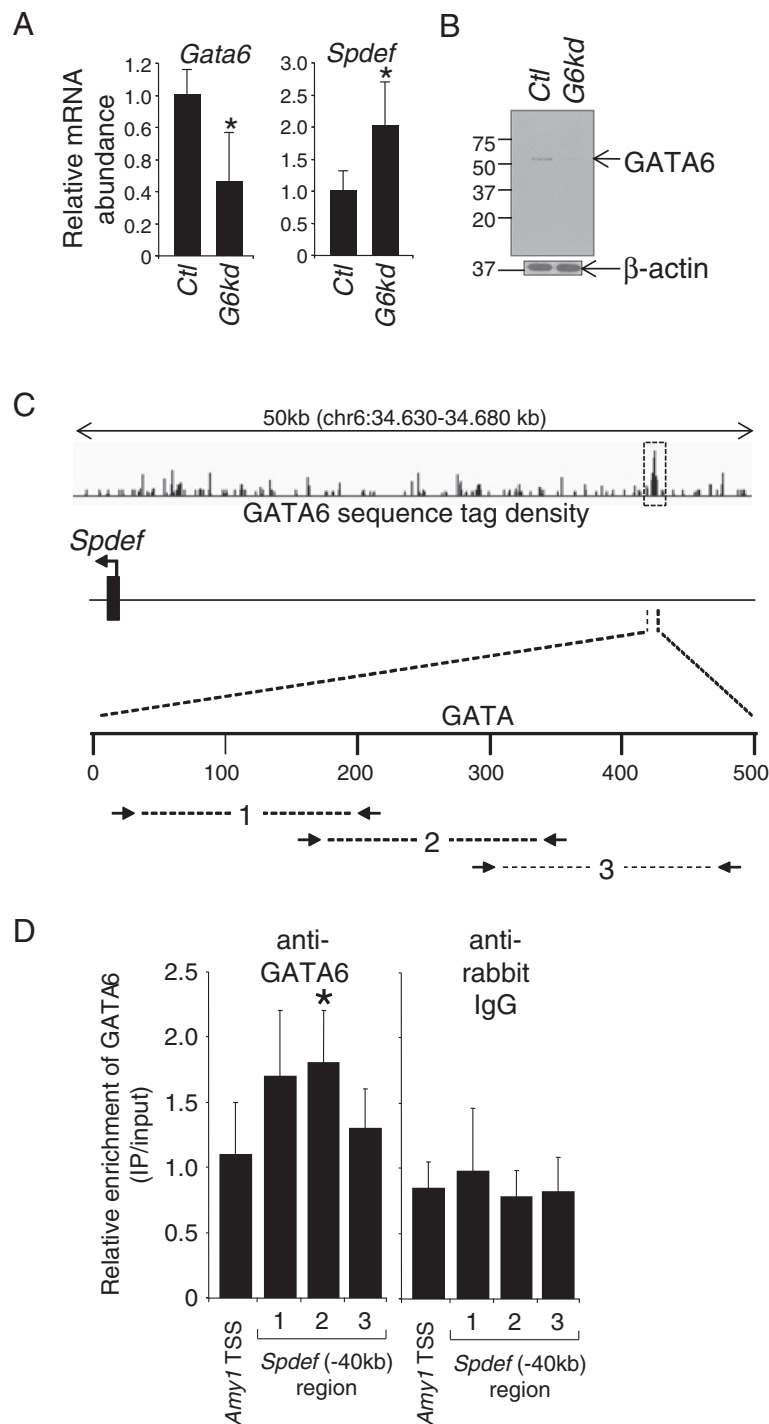 A
Gata6
Spdef
Relative mRNA
abundance
1.2
1.0
0.6
0.8
0.4
0.2
0
*
Ctl
G6kd
3.0
2.5
2.0
1.5
1.0
0.5
0
*
Ctl
G6kd
B
Ctl
G6kd
75
50
37
20
GATA6
37
β-actin
C
50kb (chr6:34.630-34.680 kb)
GATA6 sequence tag density
Spdef
GATA
0 100 200 300 400 500
1
2
3
D
anti-
GATA6
anti-
rabbit
IgG
*
Relative enrichment of GATA6
(IP/input)
2.5
2.0
1.5
1.0
0.5
0
Amy1 TSS
1 2 3
Spdef (-40kb)
region
Amy1 TSS
1 2 3
Spdef (-40kb)
region